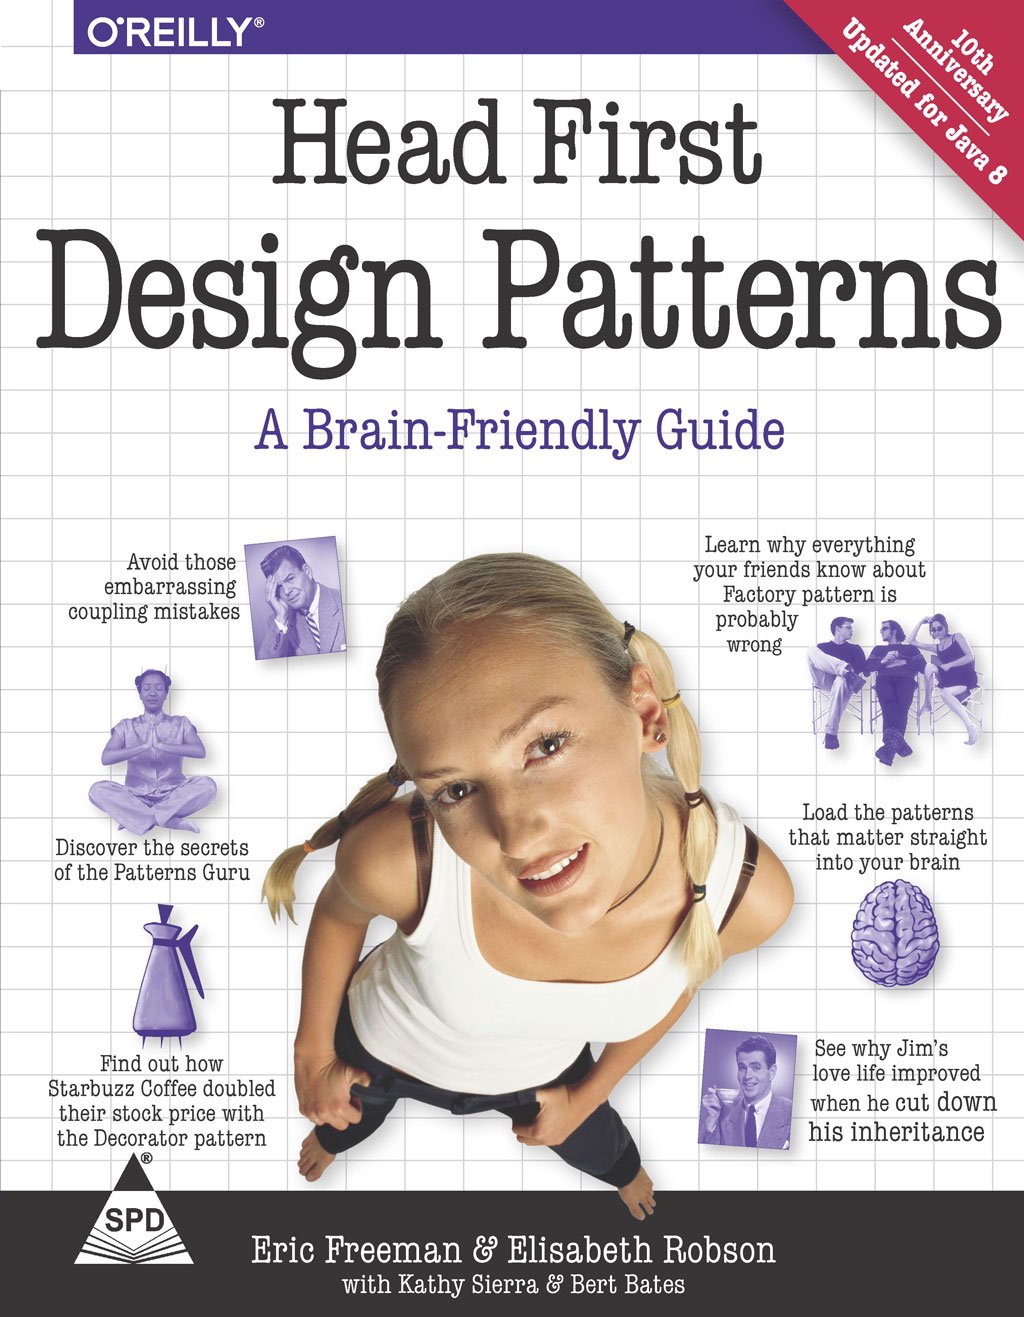 O'REILLY®
10th
Anniversary
Updated for Java 8
Head First
Design Patterns
A Brain-Friendly Guide
Avoid those
embarrassing
coupling mistakes
Learn why everything
your friends know about
Factory pattern is
probably
wrong
Discover the secrets
of the Patterns Guru
Load the patterns
that matter straight
into your brain
Find out how
Starbuzz Coffee doubled
their stock price with
the Decorator pattern
See why Jim's
love life improved
when he cut down
his inheritance
®
SPD
Eric Freeman & Elisabeth Robson
with Kathy Sierra & Bert Bates